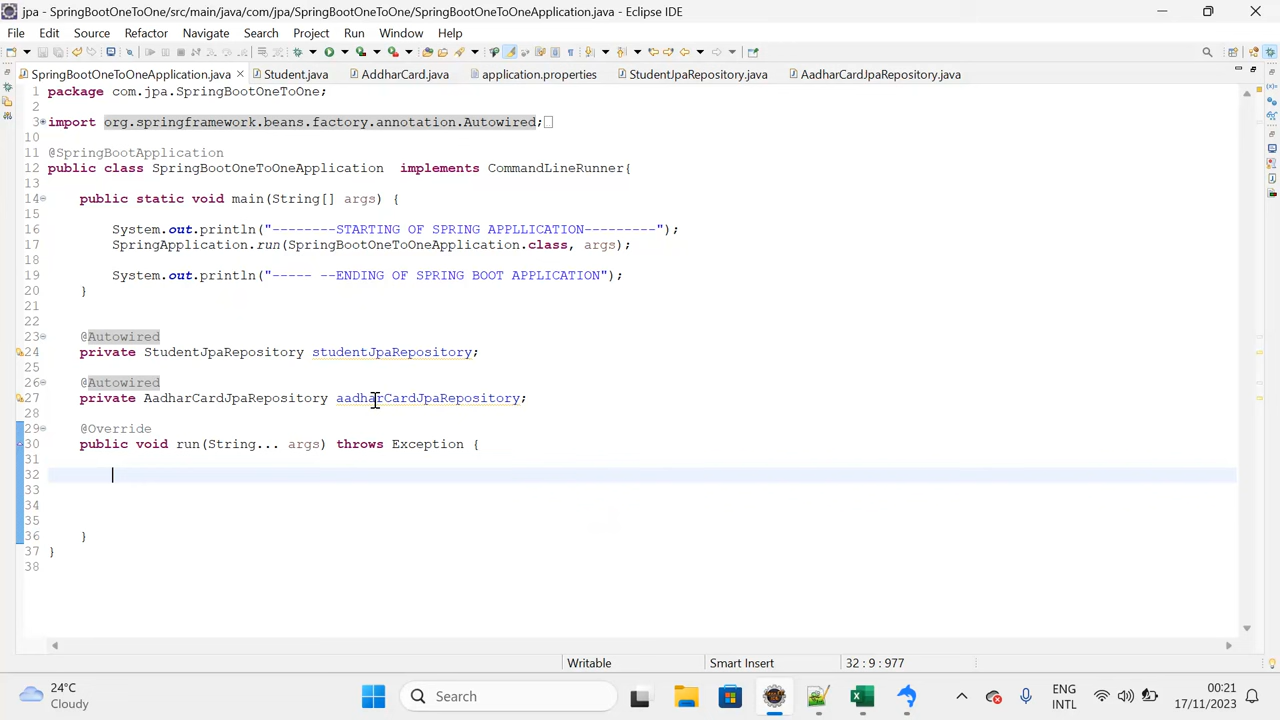 jpa - SpringBootOneToOne/src/main/java/com/jpa/SpringBootOneToOne/SpringBootOneToOneApplication.java - Eclipse IDE
File Edit Source Refactor Navigate Search Project Run Window Help
SpringBootOneToOneApplication.java Student.java AddharCard.java application.properties StudentJpaRepository.java AadharCardJpaRepository.java
1 package com.jpa.SpringBootOneToOne;
2
3 import org.springframework.beans.factory.annotation.Autowired;
10
11 @SpringBootApplication
12 public class SpringBootOneToOneApplication  implements CommandLineRunner{
13
14     public static void main(String[] args) {
15
16         System.out.println("--------STARTING OF SPRING APPLLICATION---------");
17         SpringApplication.run(SpringBootOneToOneApplication.class, args);
18
19         System.out.println("----- --ENDING OF SPRING BOOT APPLICATION");
20     }
21
22
23     @Autowired
24     private StudentJpaRepository studentJpaRepository;
25
26     @Autowired
27     private AadharCardJpaRepository aadharCardJpaRepository;
28
29     @Override
30     public void run(String... args) throws Exception {
31
32
33
34
35
36     }
37 }
38
Writable Smart Insert 32 : 9 : 977
24°C
Cloudy
Search
ENG
INTL
00:21
17/11/2023